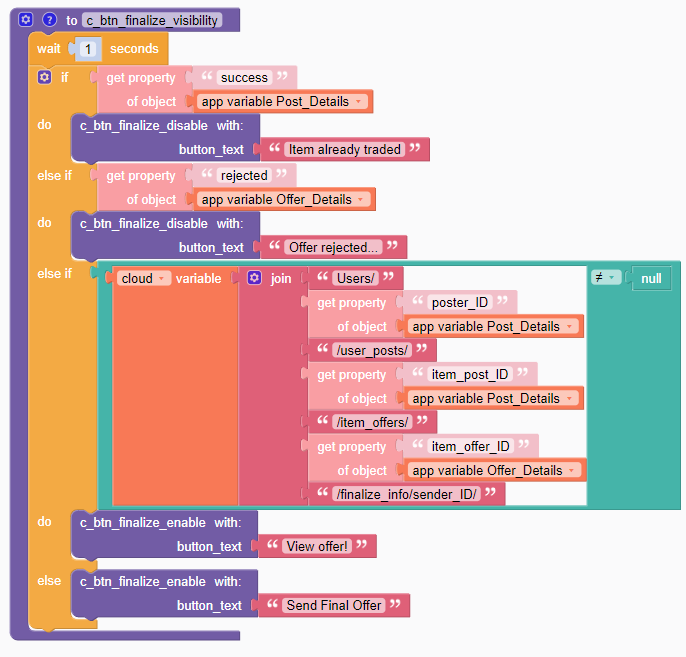 to c_btn_finalize_visibility
wait 1 seconds
if get property “ success ”
of object app variable Post_Details
do c_btn_finalize_disable with:
button_text “ Item already traded ”
else if get property “ rejected ”
of object app variable Offer_Details
do c_btn_finalize_disable with:
button_text “ Offer rejected... ”
else if cloud variable join “ Users/ ” ≠ null
get property “ poster_ID ”
of object app variable Post_Details
“ /user_posts/ ”
get property “ item_post_ID ”
of object app variable Post_Details
“ /item_offers/ ”
get property “ item_offer_ID ”
of object app variable Offer_Details
“ /finalize_info/sender_ID/ ”
do c_btn_finalize_enable with:
button_text “ View offer! ”
else c_btn_finalize_enable with:
button_text “ Send Final Offer ”